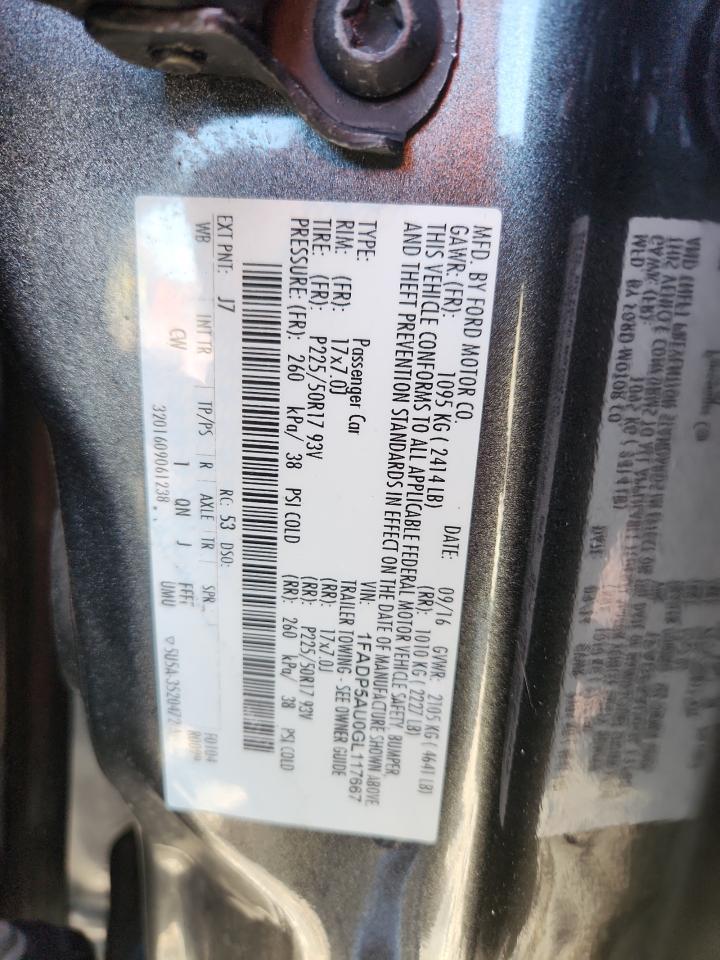 MFD. BY FORD MOTOR CO. DATE: 09/16 GVWR: 2105 KG ( 4641 LB)
GAWR: (FR): 1095 KG ( 2414 LB) (RR): 1010 KG ( 2227 LB)
THIS VEHICLE CONFORMS TO ALL APPLICABLE FEDERAL MOTOR VEHICLE SAFETY, BUMPER,
AND THEFT PREVENTION STANDARDS IN EFFECT ON THE DATE OF MANUFACTURE SHOWN ABOVE
VIN: 1FADP5AU0GL117667
TYPE: Passenger Car TRAILER TOWING - SEE OWNER GUIDE
RIM: (FR): 17x7.0J (RR): 17x7.0J
TIRE: (FR): P225/50R17 93V (RR): P225/50R17 93V
PRESSURE: (FR): 260 kPa/ 38 PSI COLD (RR): 260 kPa/ 38 PSI COLD
EXT PNT: J7 RC: 53 DSO:
WB INT TR TP/PS R AXLE TR SPR
CW 1 QN J FFFF
UMU
3201609061238